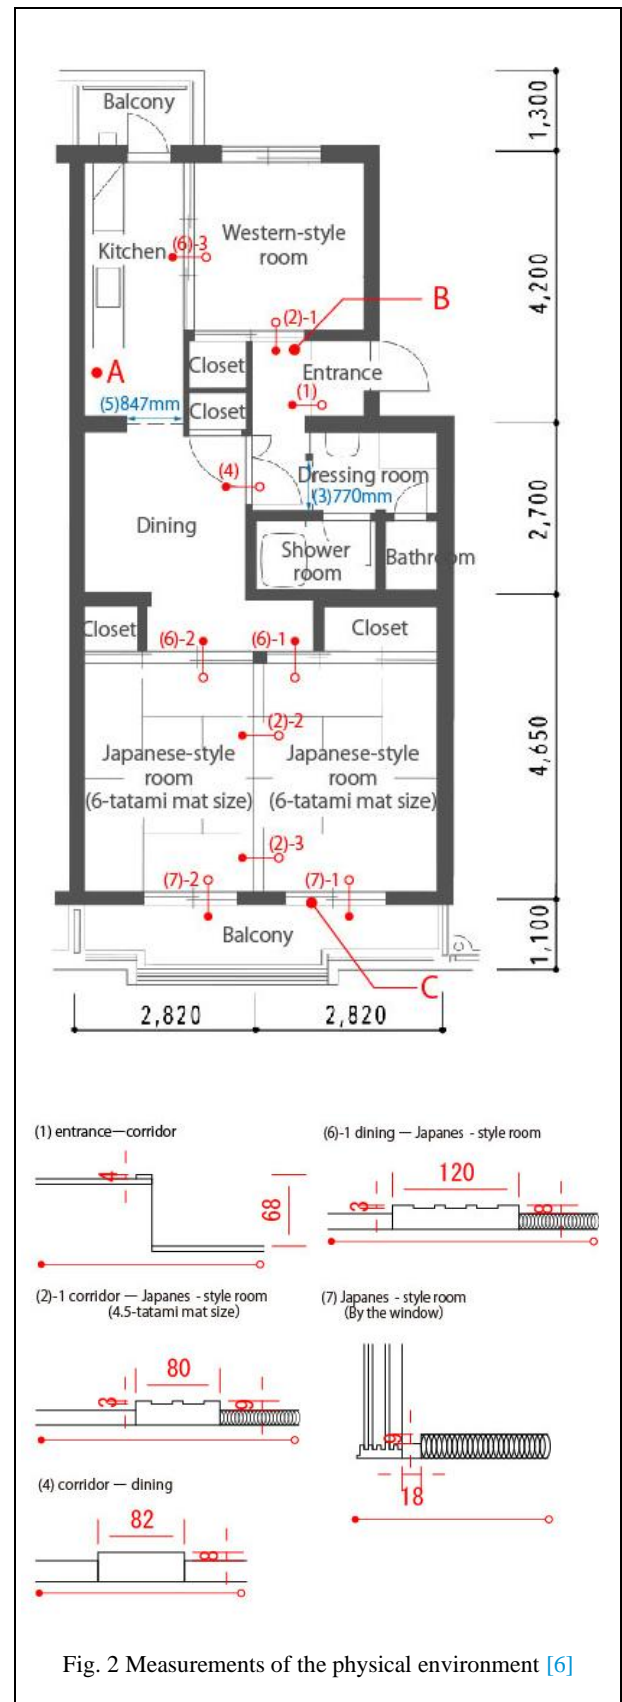 Balcony
1,300
Kitchen
(6)-3
Western-style
room
B
4,200
(2)-1
A
Closet
Entrance
(5)847mm
Closet
(1)
(4)
Dressing room
(3)770mm
Dining
2,700
Shower
room
Bathroom
Closet
(6)-2
(6)-1
Closet
(2)-2
Japanese-style
room
(6-tatami mat size)
Japanese-style
room
(6-tatami mat size)
4,650
(2)-3
(7)-2
(7)-1
Balcony
1,100
C
2,820
2,820
(1) entrance—corridor
4
68
(6)-1 dining — Japanes - style room
120
3
8
(2)-1 corridor — Japanes - style room
(4.5-tatami mat size)
80
3
9
(7) Japanes - style room
(By the window)
9
18
(4) corridor — dining
82
8
Fig. 2 Measurements of the physical environment [6]